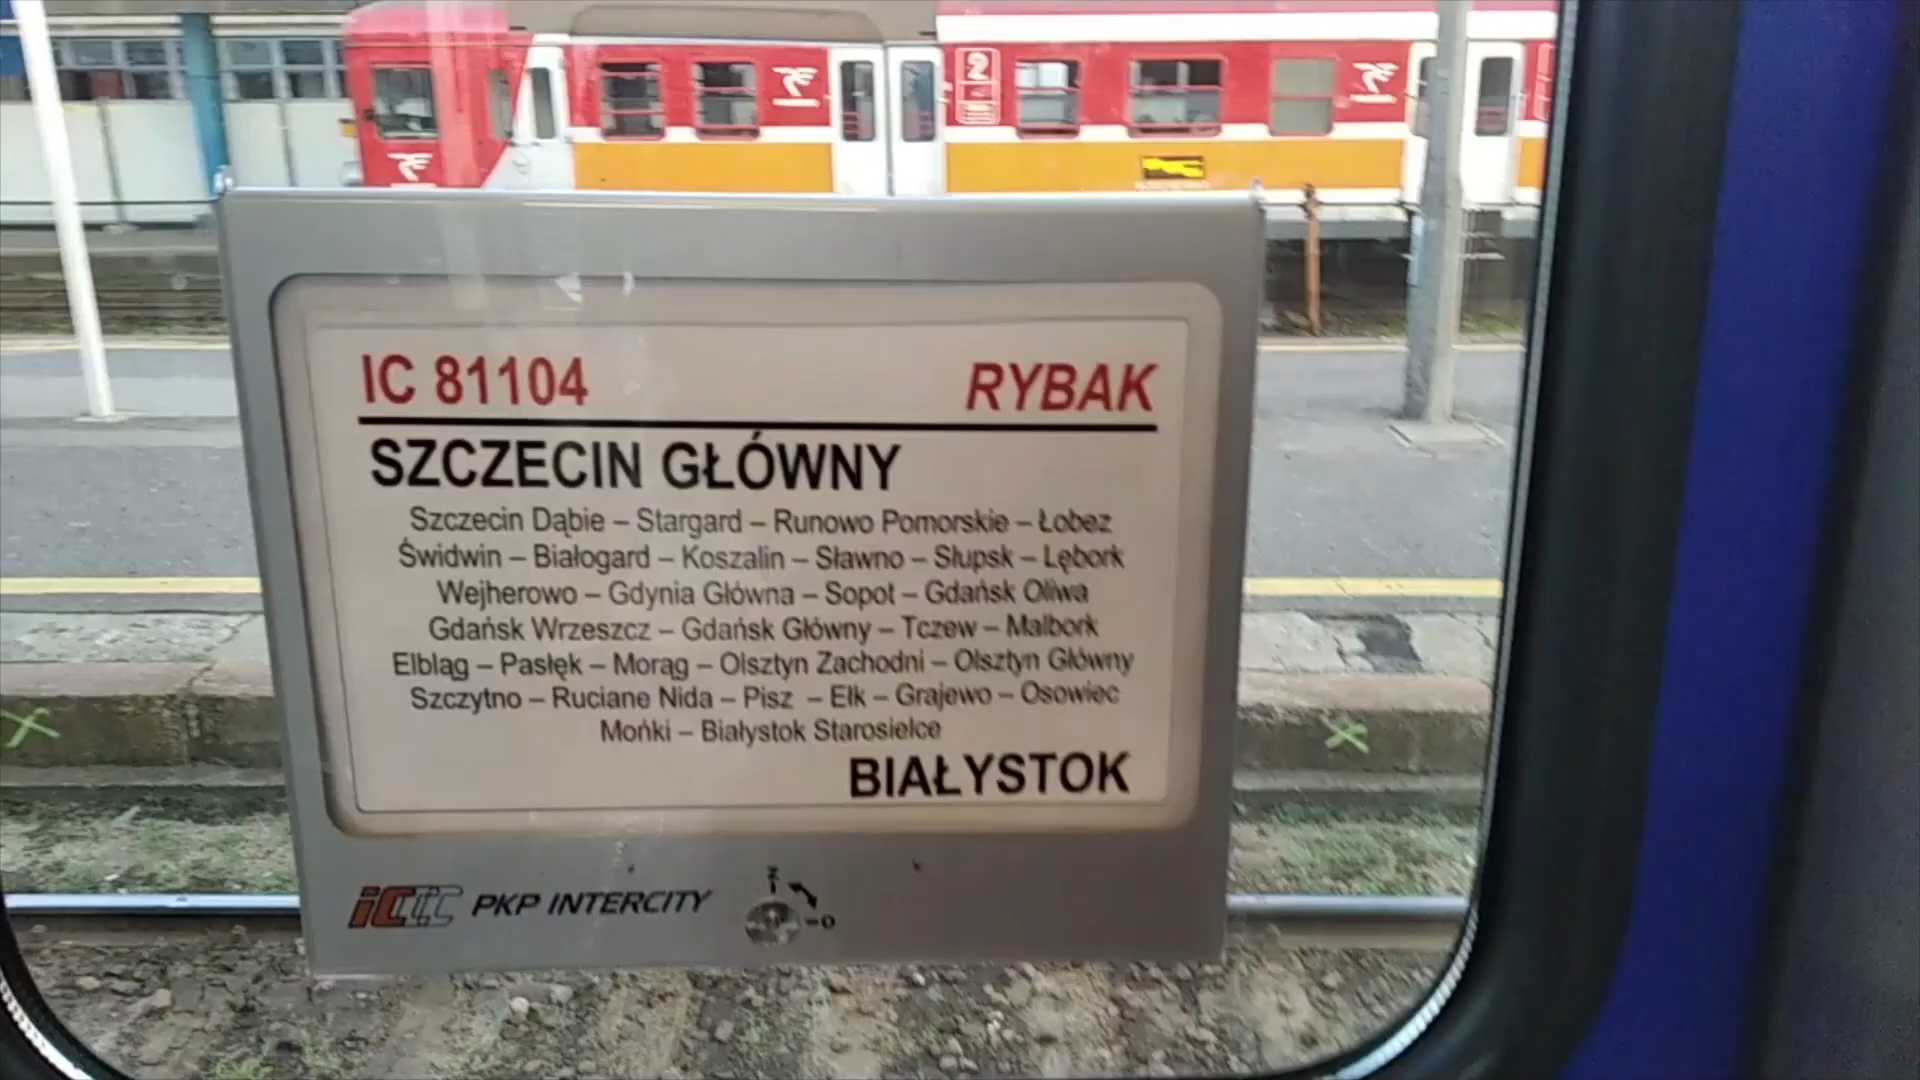 IC 81104 RYBAK
SZCZECIN GŁÓWNY
Szczecin Dąbie – Stargard – Runowo Pomorskie – Łobez
Świdwin – Białogard – Koszalin – Sławno – Słupsk – Lębork
Wejherowo – Gdynia Główna – Sopot – Gdańsk Oliwa
Gdańsk Wrzeszcz – Gdańsk Główny – Tczew – Malbork
Elbląg – Pasłęk – Morąg – Olsztyn Zachodni – Olsztyn Główny
Szczytno – Ruciane Nida – Pisz – Ełk – Grajewo – Osowiec
Mońki – Białystok Starosielce
BIAŁYSTOK
IC PKP INTERCITY
Z
O
2